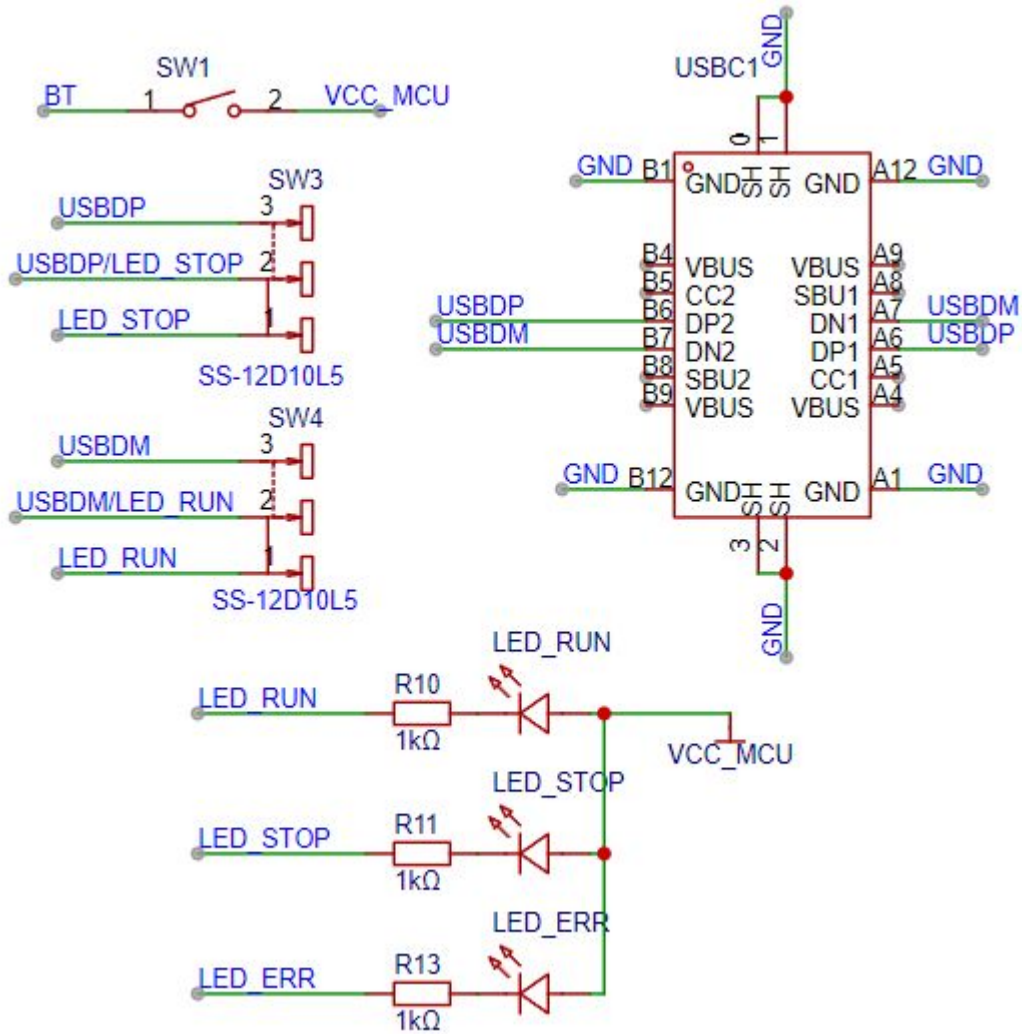 SW1
BT 1 2 VCC_MCU
SW3
USBDP 3
USBDP/LED_STOP 2
LED_STOP 1
SS-12D10L5
SW4
USBDM 3
USBDM/LED_RUN 2
LED_RUN 1
SS-12D10L5
GND
USBC1
0 1
SH SH
GND B1 GND GND A12 GND
B4 VBUS VBUS A9
B5 CC2 SBU1 A8
USBDP B6 DP2 DN1 A7 USBDM
USBDM B7 DN2 DP1 A6 USBDP
B8 SBU2 CC1 A5
B9 VBUS VBUS A4
GND B12 GND GND A1 GND
SH SH
3 2
GND
LED_RUN
LED_RUN R10
1kΩ
VCC_MCU
LED_STOP
LED_STOP R11
1kΩ
LED_ERR
LED_ERR R13
1kΩ